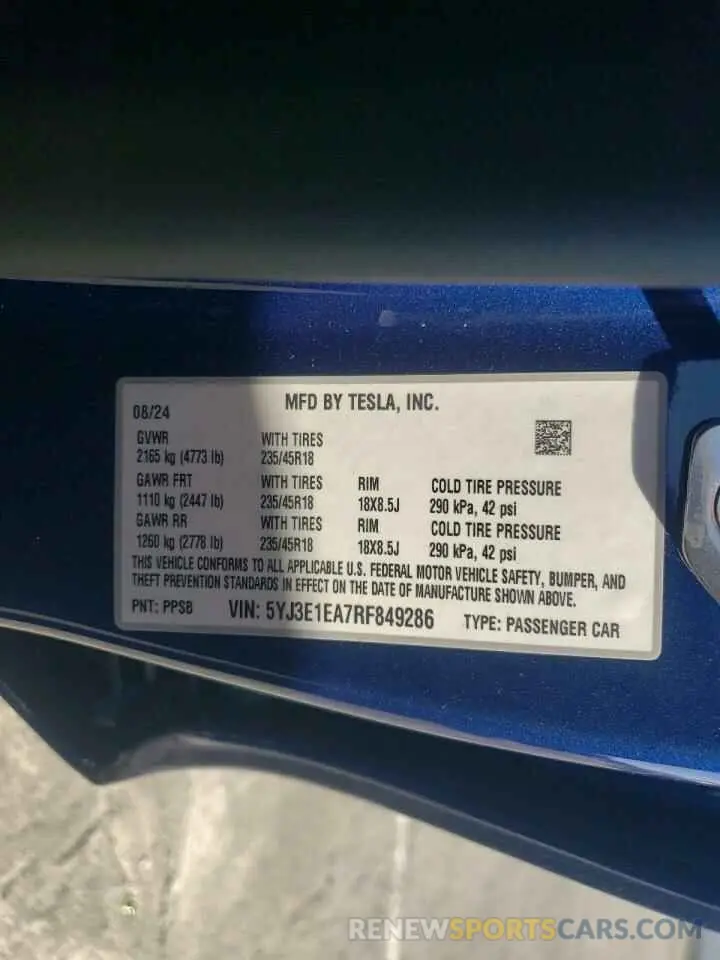 MFD BY TESLA, INC.
08/24
GVWR WITH TIRES
2165 kg (4773 lb) 235/45R18
GAWR FRT WITH TIRES RIM COLD TIRE PRESSURE
1110 kg (2447 lb) 235/45R18 18X8.5J 290 kPa, 42 psi
GAWR RR WITH TIRES RIM COLD TIRE PRESSURE
1260 kg (2778 lb) 235/45R18 18X8.5J 290 kPa, 42 psi
THIS VEHICLE CONFORMS TO ALL APPLICABLE U.S. FEDERAL MOTOR VEHICLE SAFETY, BUMPER, AND
THEFT PREVENTION STANDARDS IN EFFECT ON THE DATE OF MANUFACTURE SHOWN ABOVE.
PNT: PPSB VIN: 5YJ3E1EA7RF849286 TYPE: PASSENGER CAR
RENEWSPORTSCARS.COM